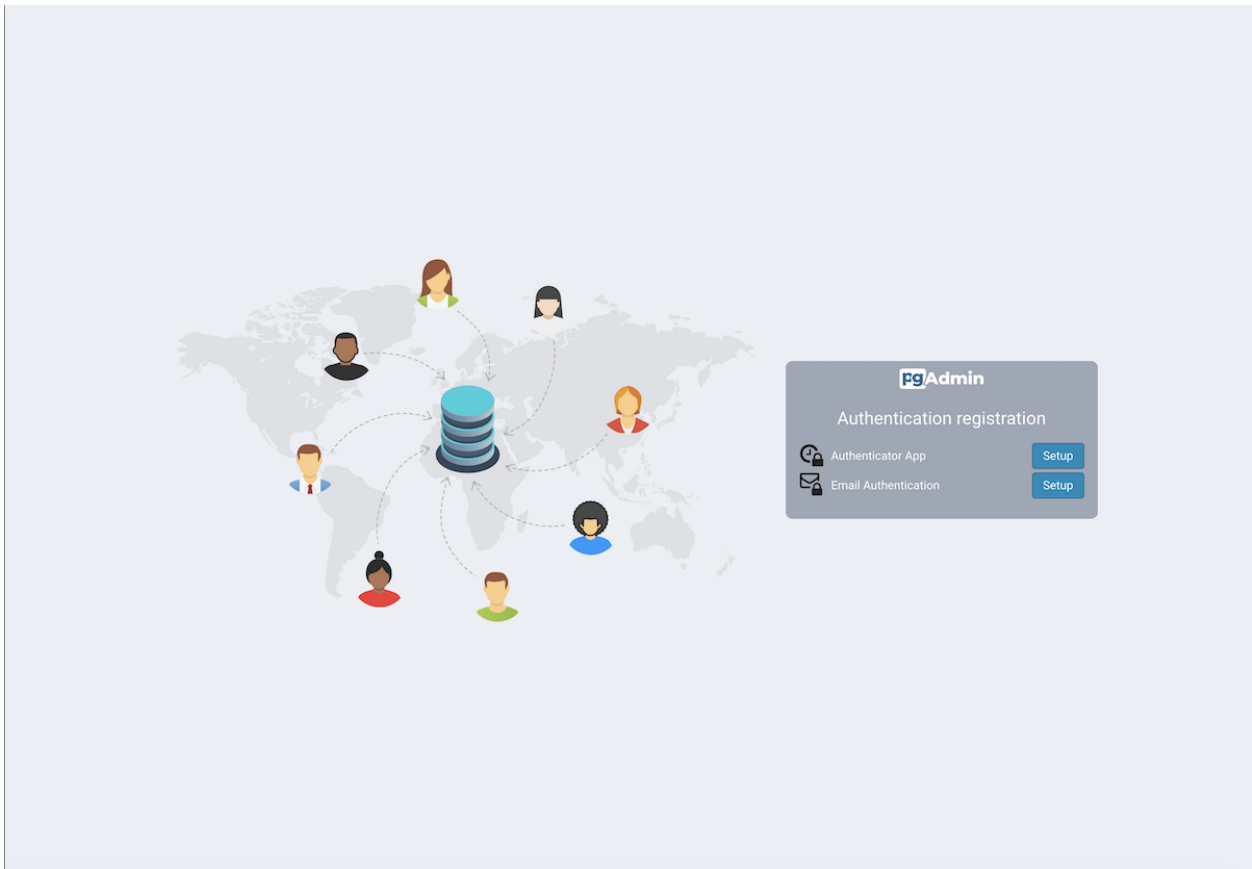 pgAdmin
Authentication registration
Authenticator App Setup
Email Authentication Setup